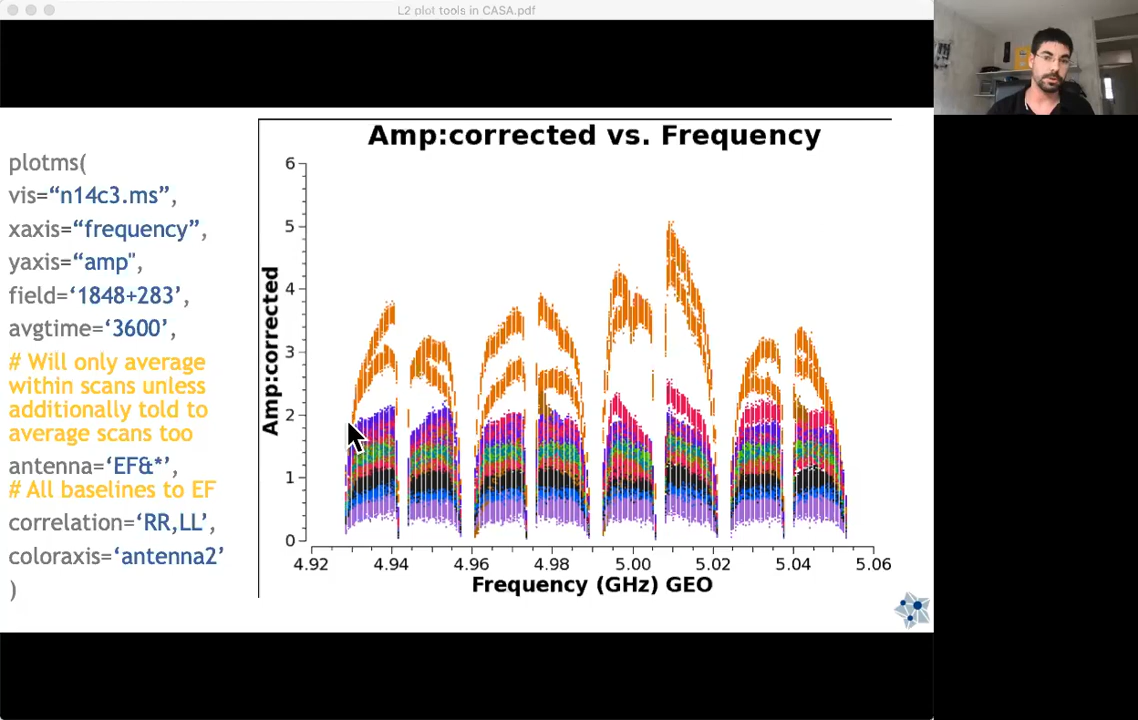 L2 plot tools in CASA.pdf
plotms(
vis=“n14c3.ms”,
xaxis=“frequency”,
yaxis=“amp",
field=‘1848+283’,
avgtime=‘3600’,
# Will only average
within scans unless
additionally told to
average scans too
antenna=‘EF&*’,
# All baselines to EF
correlation=‘RR,LL’,
coloraxis=‘antenna2’
)
Amp:corrected vs. Frequency
Amp:corrected
6
5
4
3
2
1
0
4.92 4.94 4.96 4.98 5.00 5.02 5.04 5.06
Frequency (GHz) GEO